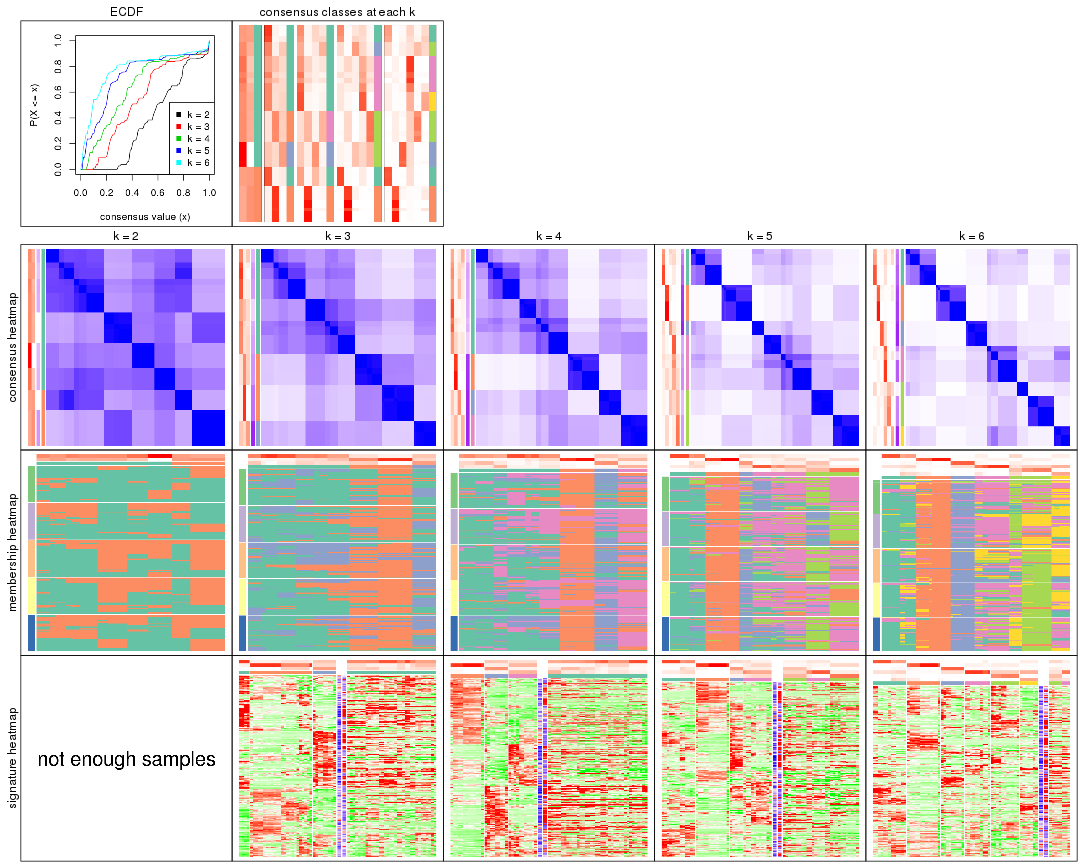 ECDF
consensus classes at each k
P(X <= x)
0.0 0.2 0.4 0.6 0.8 1.0
k = 2
k = 3
k = 4
k = 5
k = 6
0.0 0.2 0.4 0.6 0.8 1.0
consensus value (x)
k = 2 k = 3 k = 4 k = 5 k = 6
consensus heatmap
membership heatmap
signature heatmap
not enough samples